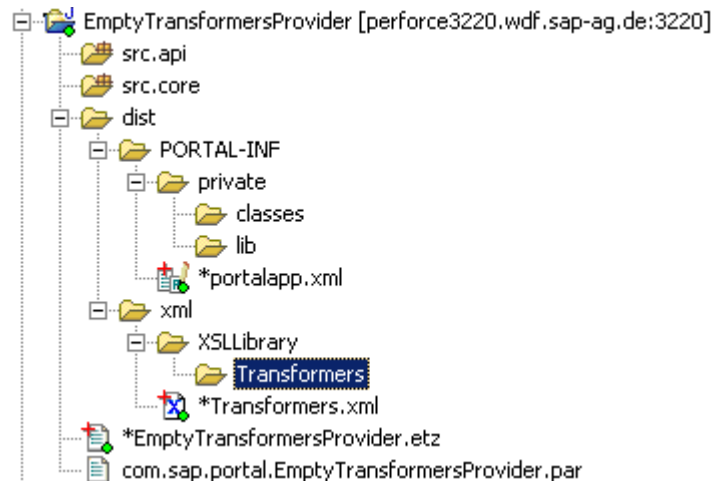 EmptyTransformersProvider [perforce3220.wdf.sap-ag.de:3220]
src.api
src.core
dist
PORTAL-INF
private
classes
lib
*portalapp.xml
xml
XSLLibrary
Transformers
*Transformers.xml
*EmptyTransformersProvider.etz
com.sap.portal.EmptyTransformersProvider.par